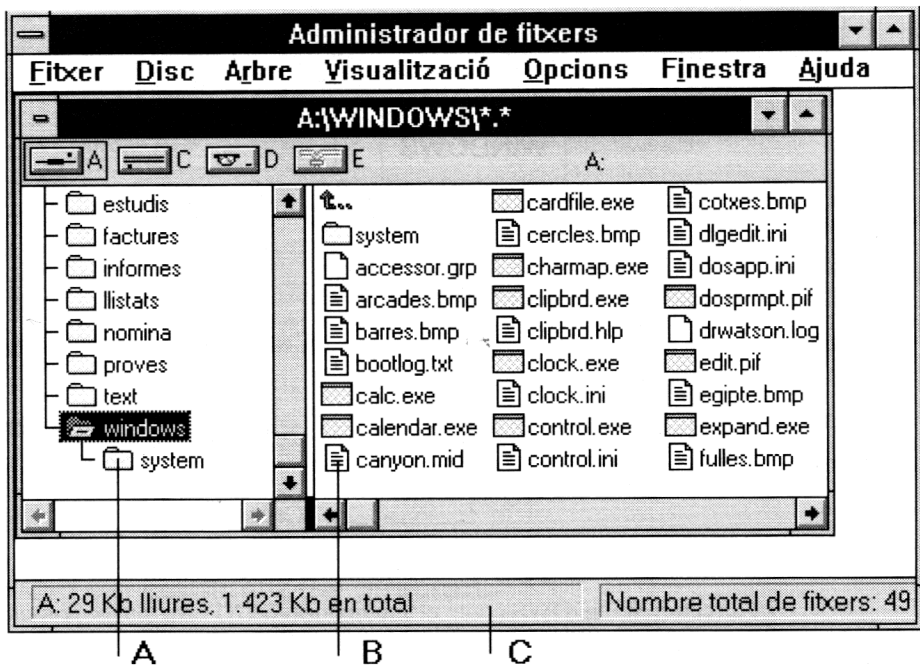 Administrador de fitxers
Fitxer Disc Arbre Visualització Opcions Finestra Ajuda
A:\WINDOWS\*.*
A C D E A:
estudis
factures
informes
llistats
nomina
proves
text
windows
system
..
system
accessor.grp
arcades.bmp
barres.bmp
bootlog.txt
calc.exe
calendar.exe
canyon.mid
cardfile.exe
cercles.bmp
charmap.exe
clipbrd.exe
clipbrd.hlp
clock.exe
clock.ini
control.exe
control.ini
cotxes.bmp
dlgedit.ini
dosapp.ini
dosprmpt.pif
drwatson.log
edit.pif
egipte.bmp
expand.exe
fulles.bmp
A: 29 Kb lliures, 1.423 Kb en total Nombre total de fitxers: 49
A B C